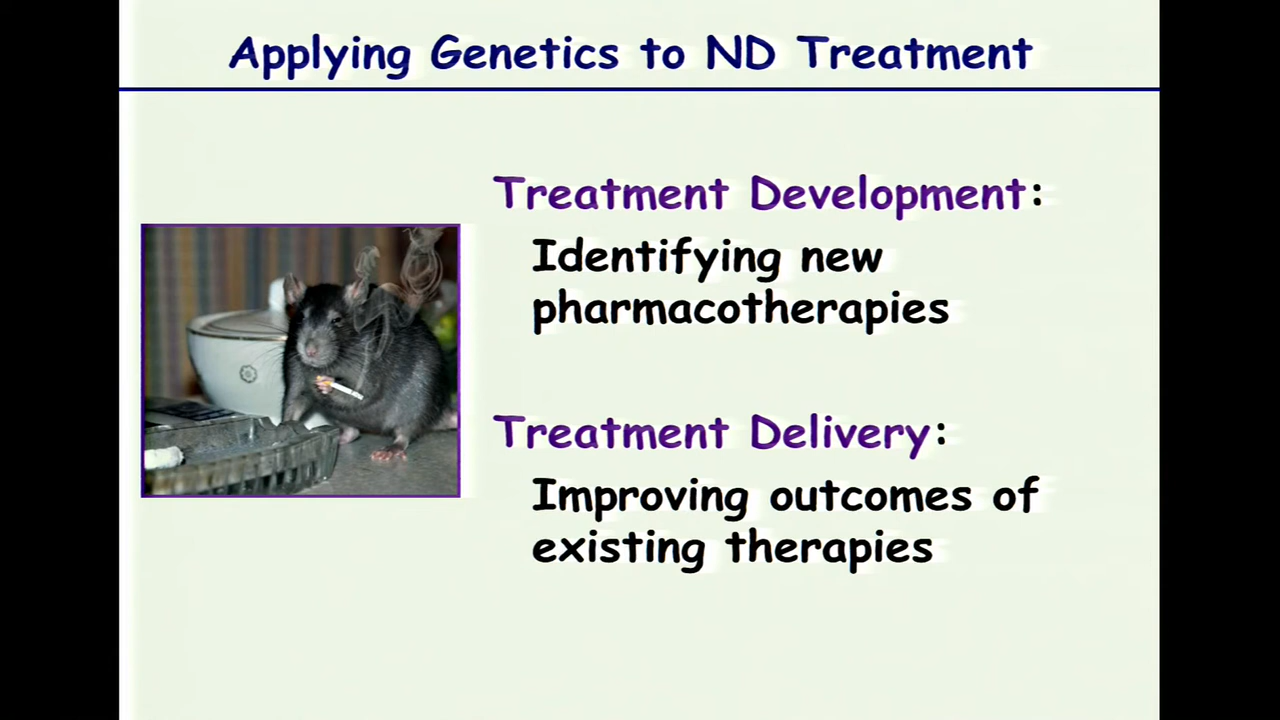 Applying Genetics to ND Treatment
Treatment Development:
Identifying new
pharmacotherapies
Treatment Delivery:
Improving outcomes of
existing therapies